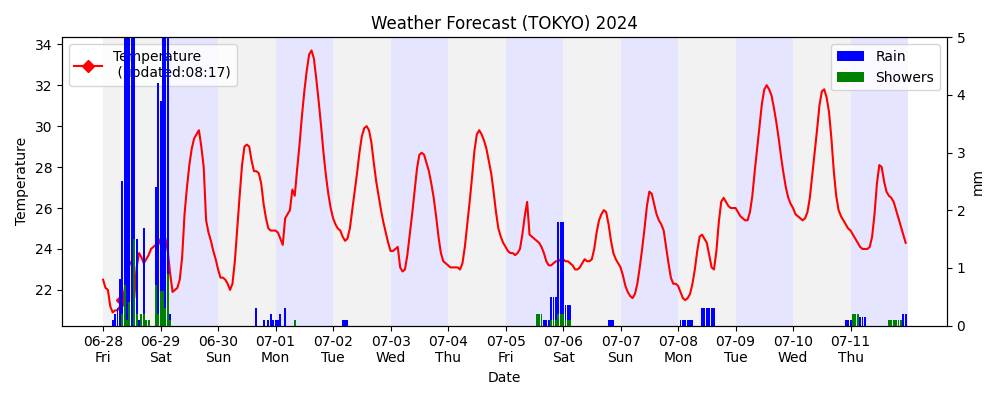 Weather Forecast (TOKYO) 2024
Temperature
(updated:08:17)
Rain
Showers
34
32
30
28
26
24
22
Temperature
5
4
3
2
1
0
mm
06-28 06-29 06-30 07-01 07-02 07-03 07-04 07-05 07-06 07-07 07-08 07-09 07-10 07-11
Fri Sat Sun Mon Tue Wed Thu Fri Sat Sun Mon Tue Wed Thu
Date